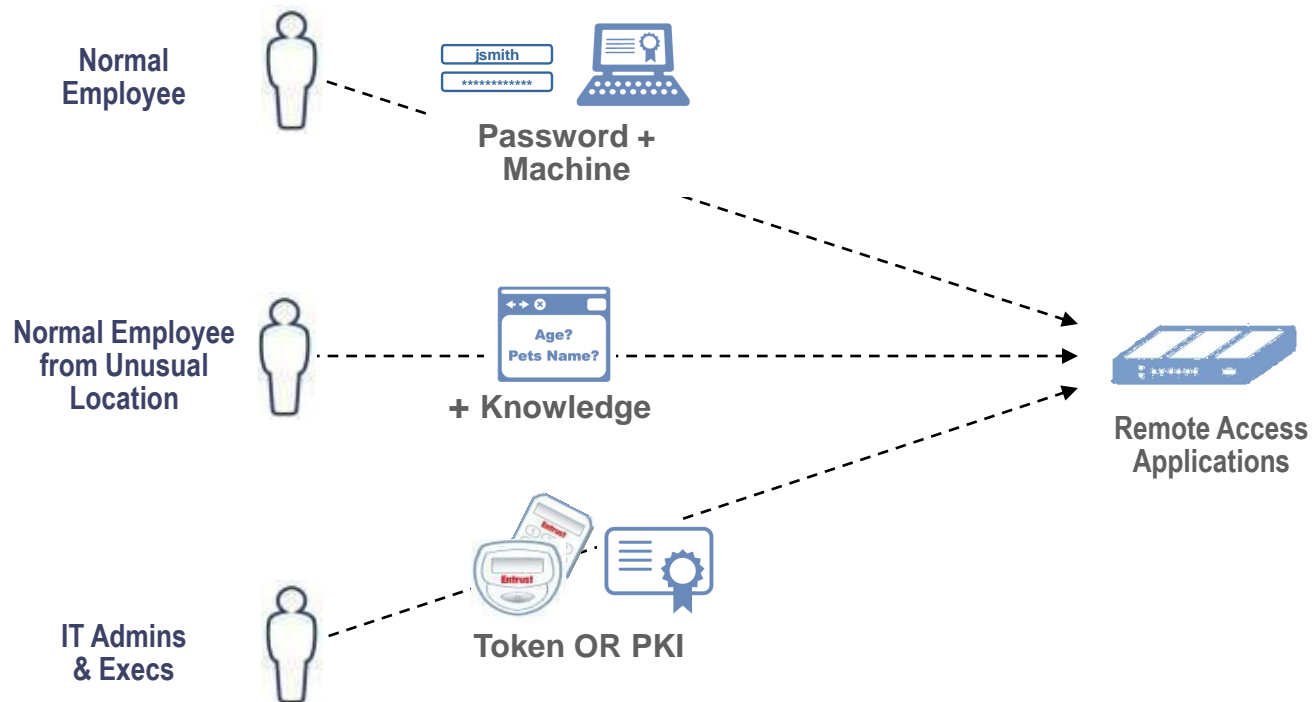 Normal
Employee
jsmith
************
Password +
Machine
Normal Employee
from Unusual
Location
Age?
Pets Name?
+ Knowledge
Remote Access
Applications
Entrust
Entrust
IT Admins
& Execs
Token OR PKI